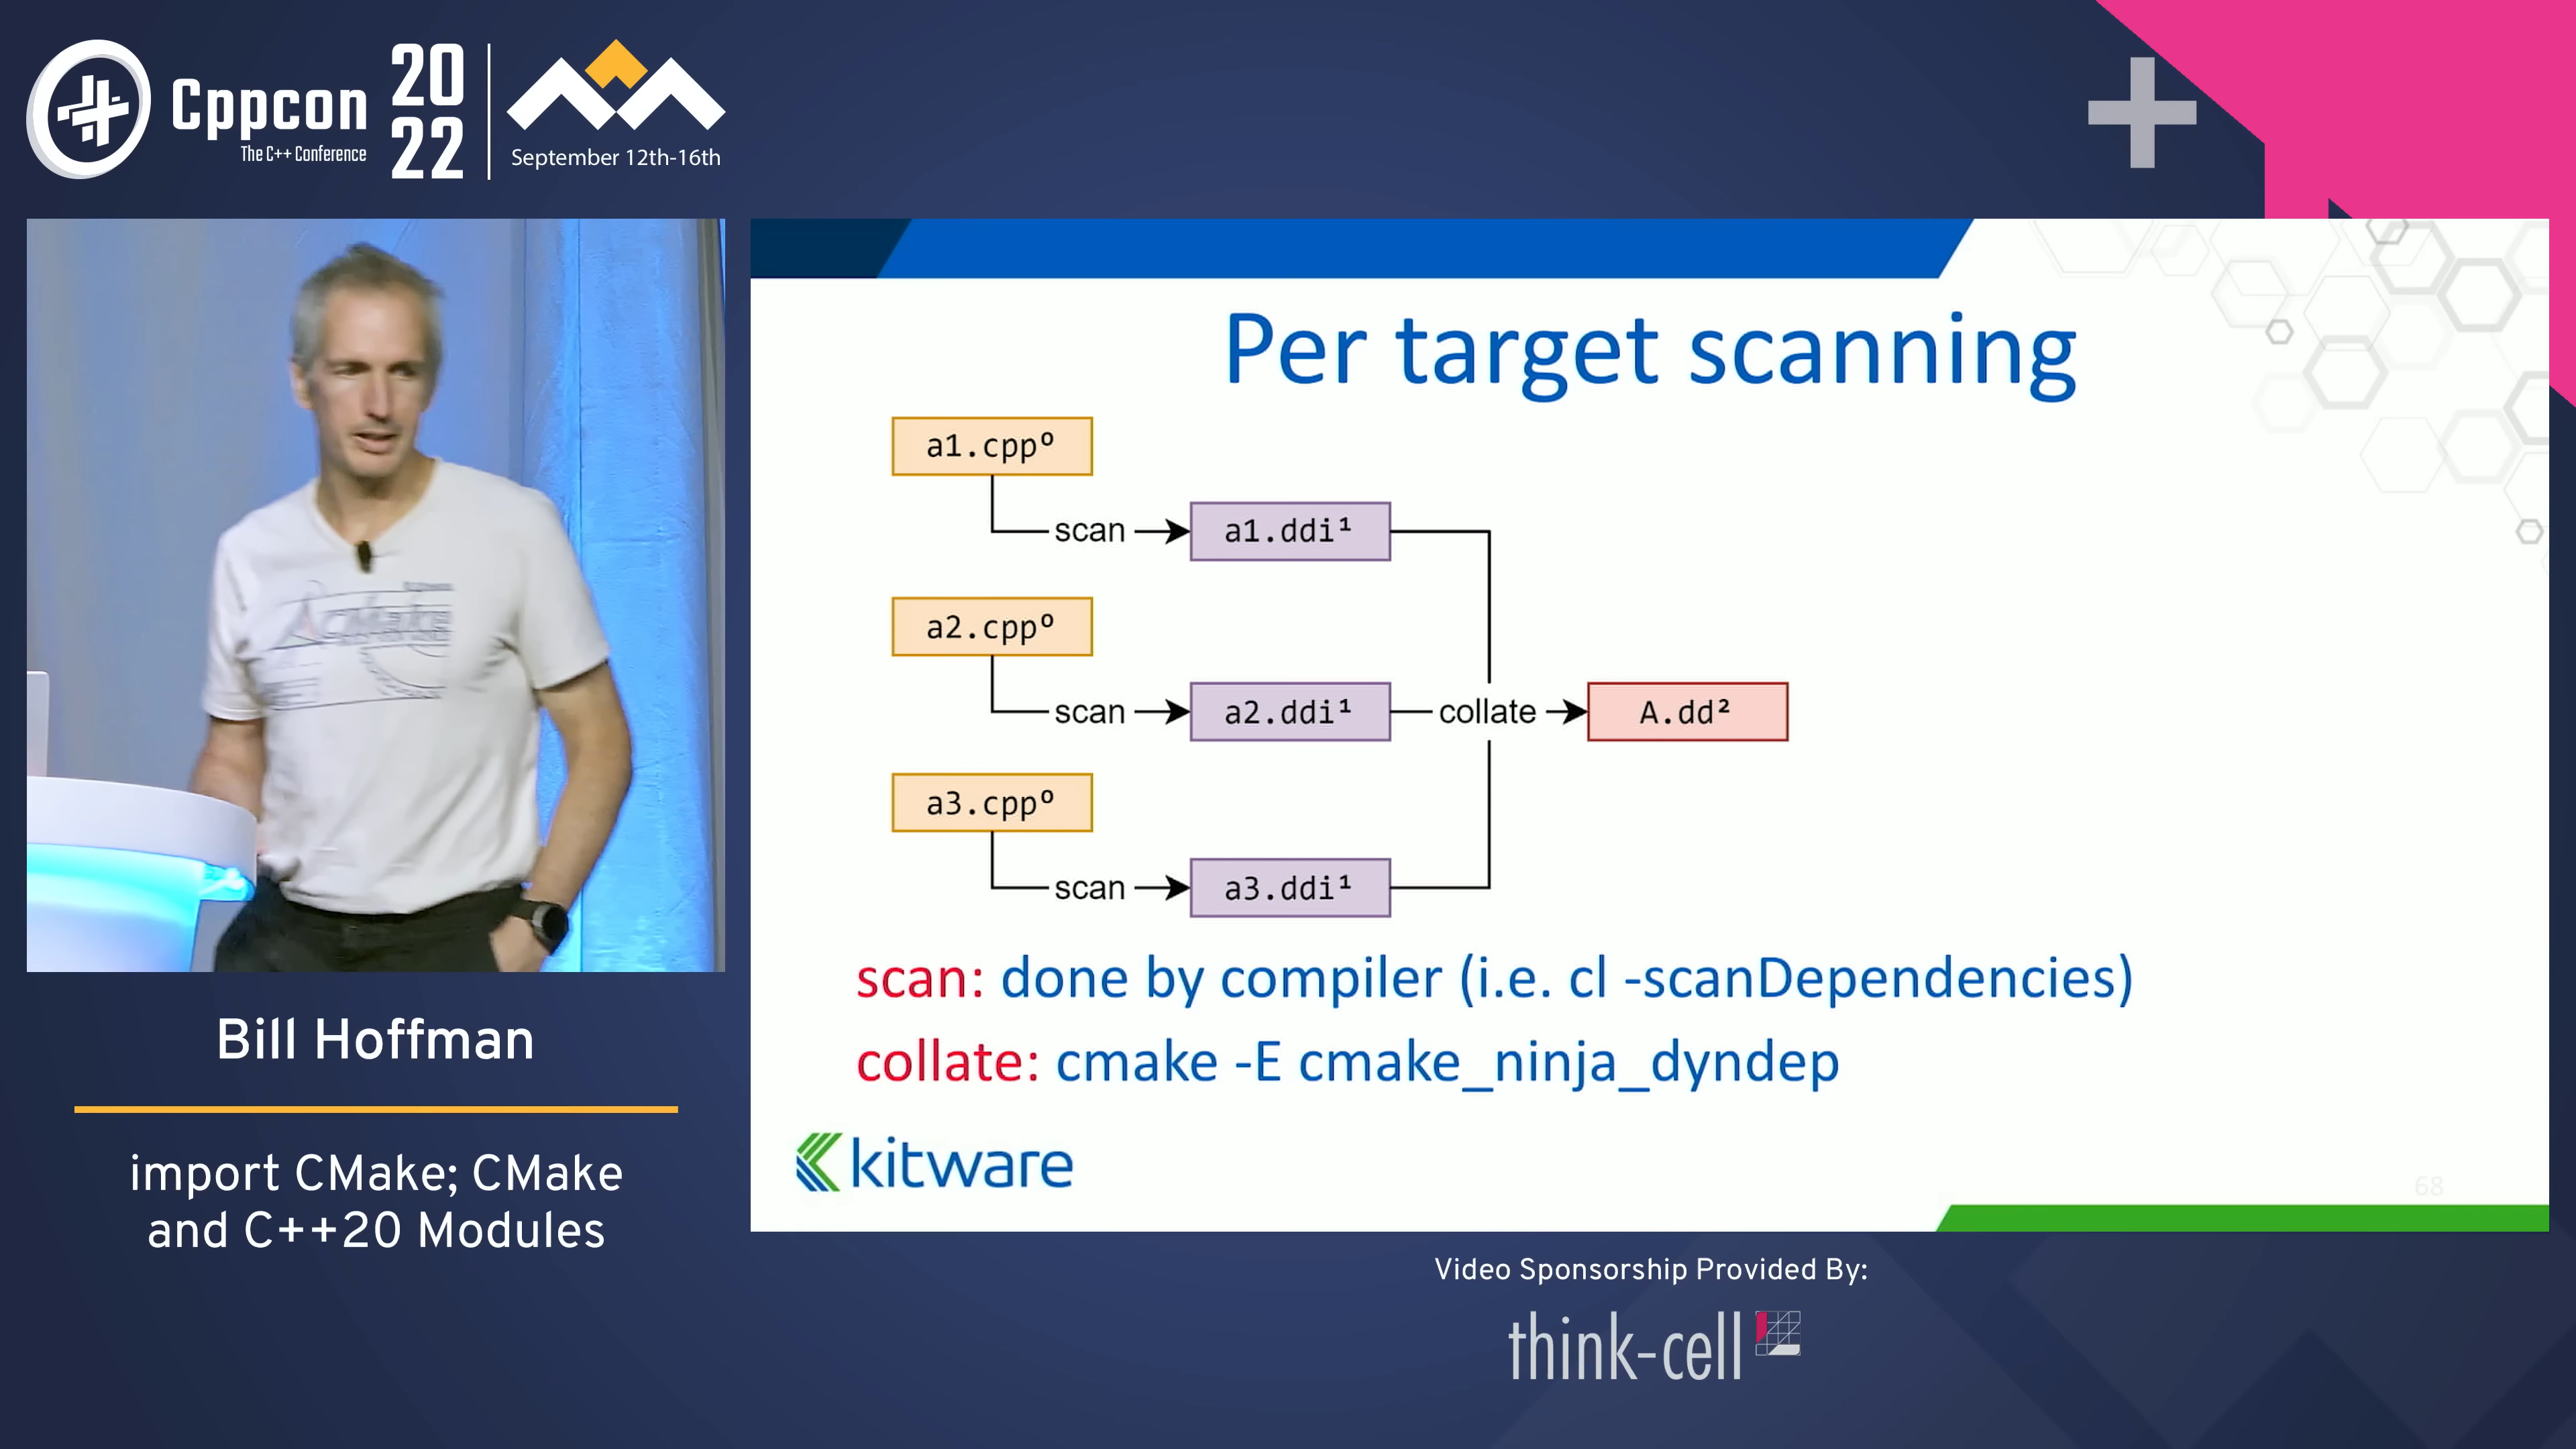 Cppcon
The C++ Conference
20
22
September 12th-16th
CMake
Per target scanning
a1.cpp⁰
scan
a1.ddi¹
a2.cpp⁰
scan
a2.ddi¹
collate
A.dd²
a3.cpp⁰
scan
a3.ddi¹
scan: done by compiler (i.e. cl -scanDependencies)
collate: cmake -E cmake_ninja_dyndep
kitware
68
Bill Hoffman
import CMake; CMake
and C++20 Modules
Video Sponsorship Provided By:
think-cell